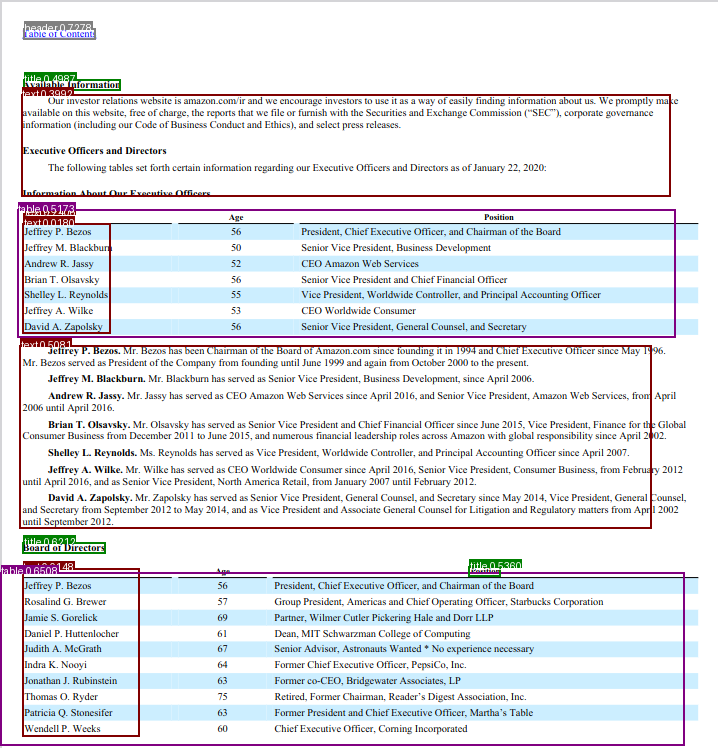 header 0.7278
Table of Contents
title 0.4987
Available Information
text 0.3992
Our investor relations website is amazon.com/ir and we encourage investors to use it as a way of easily finding information about us. We promptly make
available on this website, free of charge, the reports that we file or furnish with the Securities and Exchange Commission (“SEC”), corporate governance
information (including our Code of Business Conduct and Ethics), and select press releases.
Executive Officers and Directors
The following tables set forth certain information regarding our Executive Officers and Directors as of January 22, 2020:
Information About Our Executive Officers
table 0.5173
text 0.0180
Age Position
Jeffrey P. Bezos 56 President, Chief Executive Officer, and Chairman of the Board
Jeffrey M. Blackburn 50 Senior Vice President, Business Development
Andrew R. Jassy 52 CEO Amazon Web Services
Brian T. Olsavsky 56 Senior Vice President and Chief Financial Officer
Shelley L. Reynolds 55 Vice President, Worldwide Controller, and Principal Accounting Officer
Jeffrey A. Wilke 53 CEO Worldwide Consumer
David A. Zapolsky 56 Senior Vice President, General Counsel, and Secretary
text 0.5081
Jeffrey P. Bezos. Mr. Bezos has been Chairman of the Board of Amazon.com since founding it in 1994 and Chief Executive Officer since May 1996.
Mr. Bezos served as President of the Company from founding until June 1999 and again from October 2000 to the present.
Jeffrey M. Blackburn. Mr. Blackburn has served as Senior Vice President, Business Development, since April 2006.
Andrew R. Jassy. Mr. Jassy has served as CEO Amazon Web Services since April 2016, and Senior Vice President, Amazon Web Services, from April
2006 until April 2016.
Brian T. Olsavsky. Mr. Olsavsky has served as Senior Vice President and Chief Financial Officer since June 2015, Vice President, Finance for the Global
Consumer Business from December 2011 to June 2015, and numerous financial leadership roles across Amazon with global responsibility since April 2002.
Shelley L. Reynolds. Ms. Reynolds has served as Vice President, Worldwide Controller, and Principal Accounting Officer since April 2007.
Jeffrey A. Wilke. Mr. Wilke has served as CEO Worldwide Consumer since April 2016, Senior Vice President, Consumer Business, from February 2012
until April 2016, and as Senior Vice President, North America Retail, from January 2007 until February 2012.
David A. Zapolsky. Mr. Zapolsky has served as Senior Vice President, General Counsel, and Secretary since May 2014, Vice President, General Counsel,
and Secretary from September 2012 to May 2014, and as Vice President and Associate General Counsel for Litigation and Regulatory matters from April 2002
until September 2012.
title 0.6212
Board of Directors
table 0.6508
title 0.5360
Age Position
Jeffrey P. Bezos 56 President, Chief Executive Officer, and Chairman of the Board
Rosalind G. Brewer 57 Group President, Americas and Chief Operating Officer, Starbucks Corporation
Jamie S. Gorelick 69 Partner, Wilmer Cutler Pickering Hale and Dorr LLP
Daniel P. Huttenlocher 61 Dean, MIT Schwarzman College of Computing
Judith A. McGrath 67 Senior Advisor, Astronauts Wanted * No experience necessary
Indra K. Nooyi 64 Former Chief Executive Officer, PepsiCo, Inc.
Jonathan J. Rubinstein 63 Former co-CEO, Bridgewater Associates, LP
Thomas O. Ryder 75 Retired, Former Chairman, Reader’s Digest Association, Inc.
Patricia Q. Stonesifer 63 Former President and Chief Executive Officer, Martha’s Table
Wendell P. Weeks 60 Chief Executive Officer, Corning Incorporated